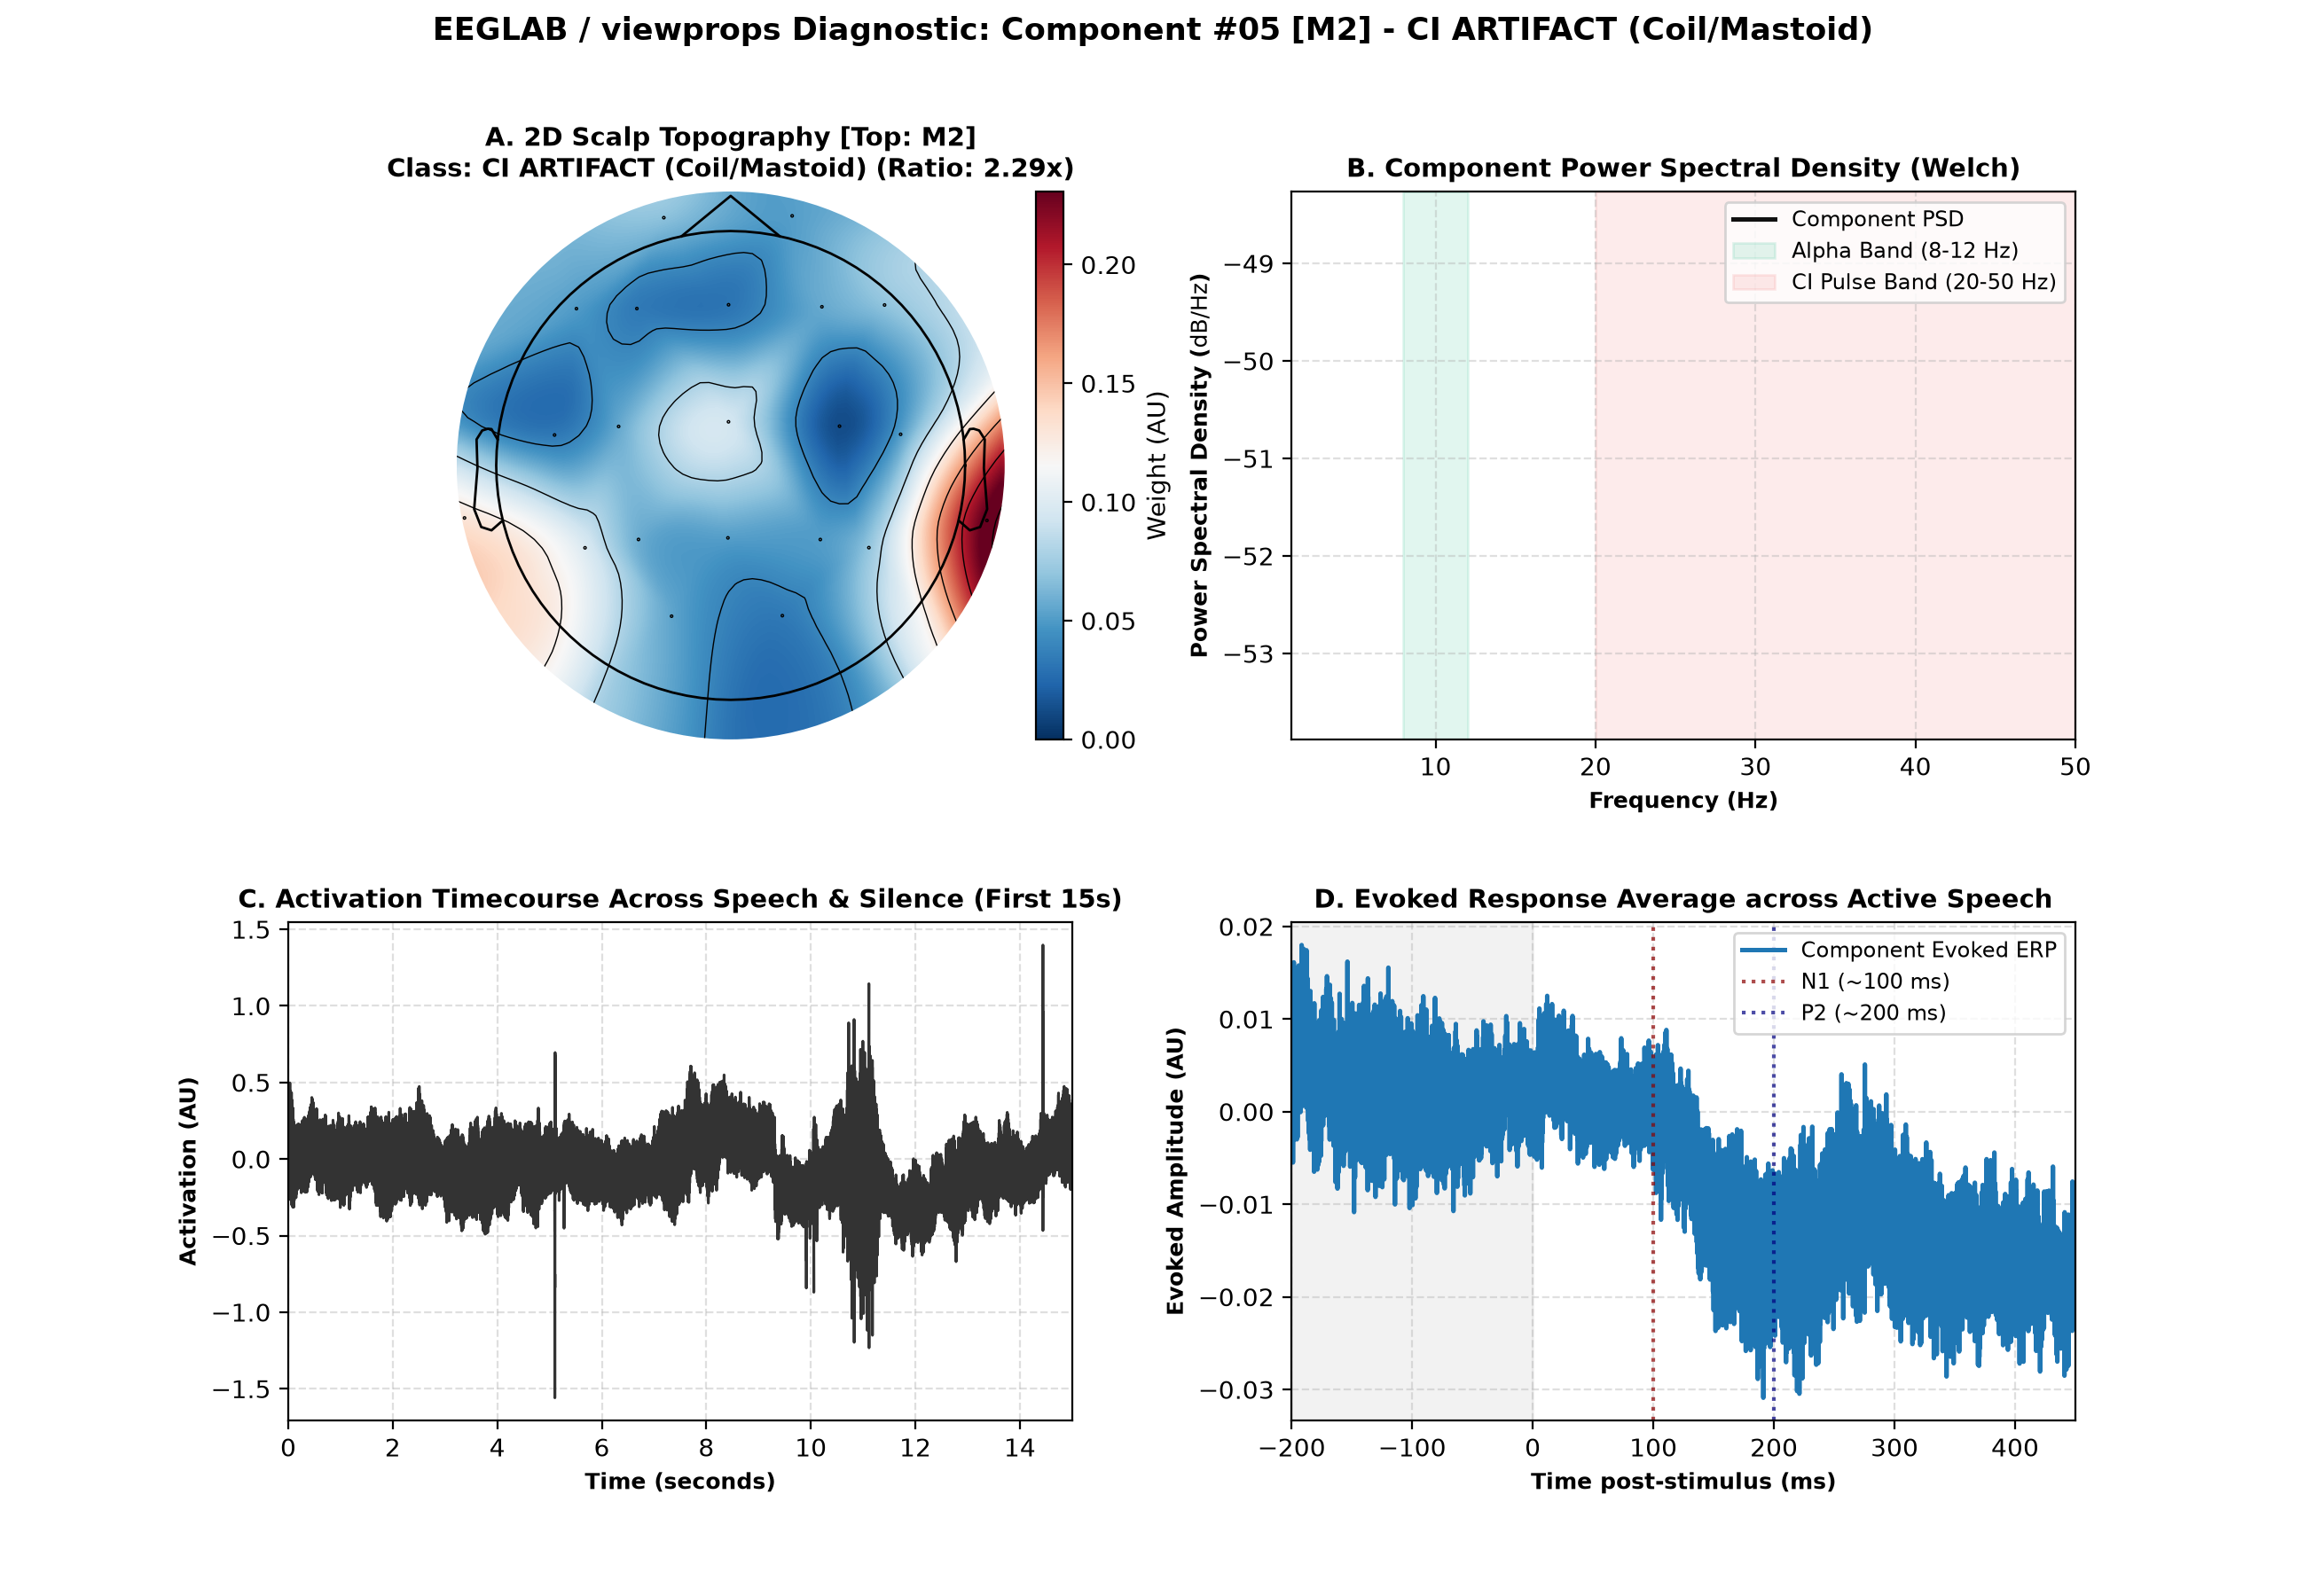 EEGLAB / viewprops Diagnostic: Component #05 [M2] - CI ARTIFACT (Coil/Mastoid)
A. 2D Scalp Topography [Top: M2]
Class: CI ARTIFACT (Coil/Mastoid) (Ratio: 2.29x)
0.20
0.15
0.10
0.05
0.00
Weight (AU)
B. Component Power Spectral Density (Welch)
Component PSD
Alpha Band (8-12 Hz)
CI Pulse Band (20-50 Hz)
−49
−50
−51
−52
−53
Power Spectral Density (dB/Hz)
10 20 30 40 50
Frequency (Hz)
C. Activation Timecourse Across Speech & Silence (First 15s)
1.5
1.0
0.5
0.0
−0.5
−1.0
−1.5
Activation (AU)
0 2 4 6 8 10 12 14
Time (seconds)
D. Evoked Response Average across Active Speech
Component Evoked ERP
N1 (~100 ms)
P2 (~200 ms)
0.02
0.01
0.00
−0.01
−0.02
−0.03
Evoked Amplitude (AU)
−200 −100 0 100 200 300 400
Time post-stimulus (ms)